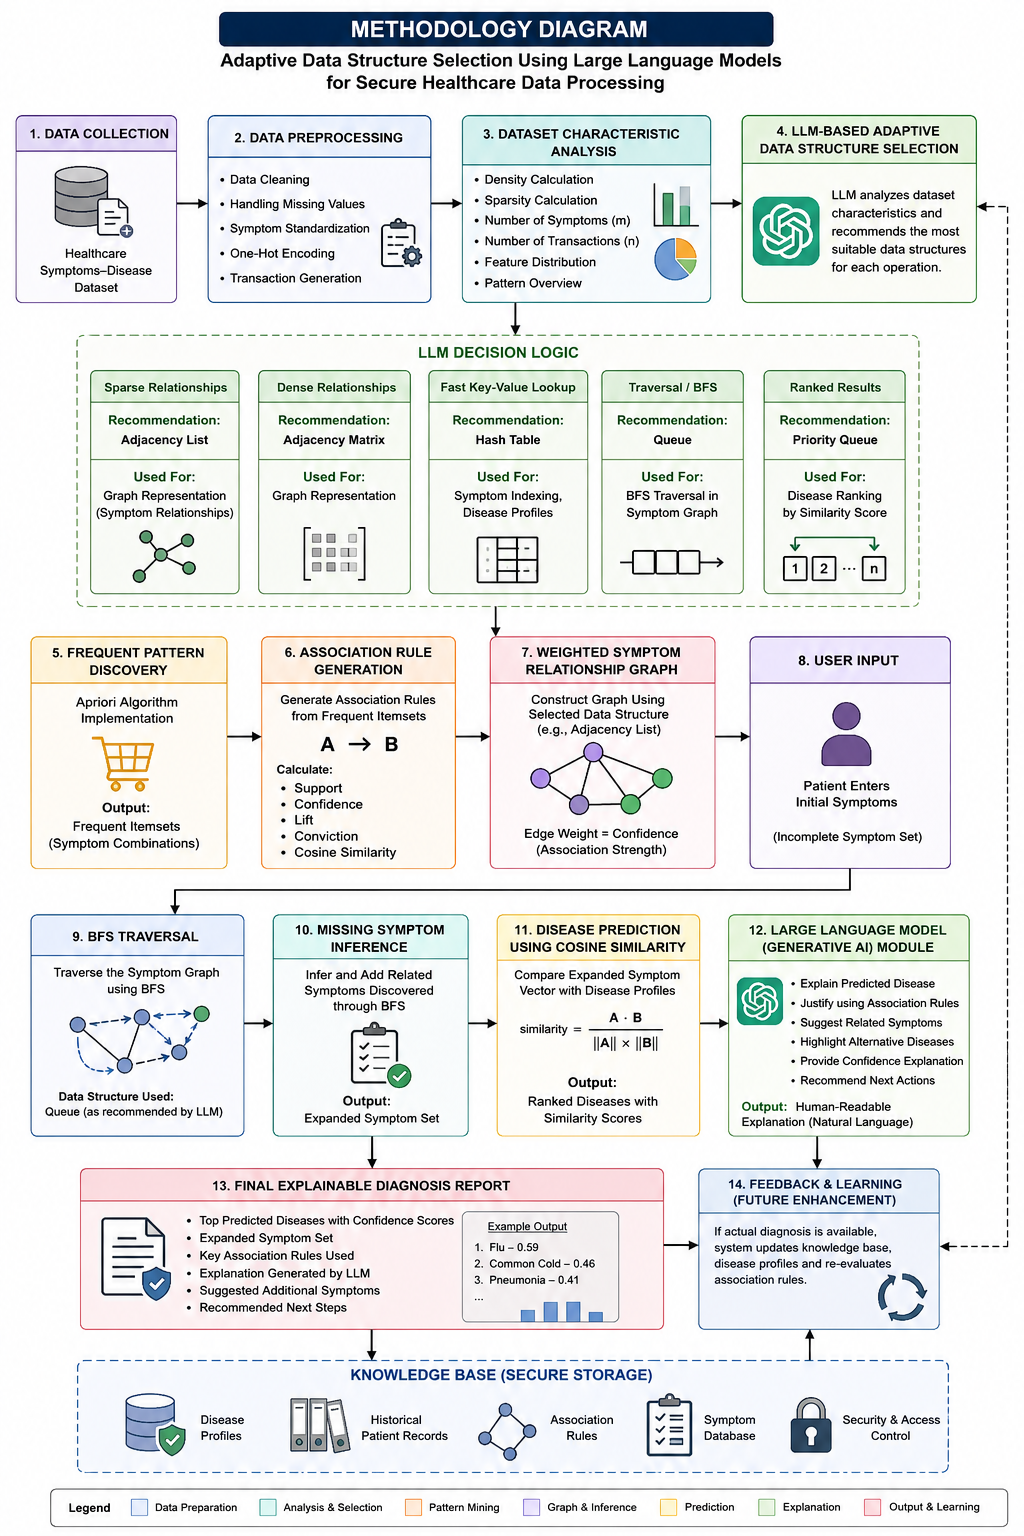 METHODOLOGY DIAGRAM
Adaptive Data Structure Selection Using Large Language Models
for Secure Healthcare Data Processing
1. DATA COLLECTION
Healthcare
Symptoms–Disease
Dataset
2. DATA PREPROCESSING
• Data Cleaning
• Handling Missing Values
• Symptom Standardization
• One-Hot Encoding
• Transaction Generation
3. DATASET CHARACTERISTIC
ANALYSIS
• Density Calculation
• Sparsity Calculation
• Number of Symptoms (m)
• Number of Transactions (n)
• Feature Distribution
• Pattern Overview
4. LLM-BASED ADAPTIVE
DATA STRUCTURE SELECTION
LLM analyzes dataset
characteristics and
recommends the most
suitable data structures
for each operation.
LLM DECISION LOGIC
Sparse Relationships
Recommendation:
Adjacency List
Used For:
Graph Representation
(Symptom Relationships)
Dense Relationships
Recommendation:
Adjacency Matrix
Used For:
Graph Representation
Fast Key-Value Lookup
Recommendation:
Hash Table
Used For:
Symptom Indexing,
Disease Profiles
Traversal / BFS
Recommendation:
Queue
Used For:
BFS Traversal in
Symptom Graph
Ranked Results
Recommendation:
Priority Queue
Used For:
Disease Ranking
by Similarity Score
1 2 ··· n
5. FREQUENT PATTERN
DISCOVERY
Apriori Algorithm
Implementation
Output:
Frequent Itemsets
(Symptom Combinations)
6. ASSOCIATION RULE
GENERATION
Generate Association Rules
from Frequent Itemsets
A → B
Calculate:
• Support
• Confidence
• Lift
• Conviction
• Cosine Similarity
7. WEIGHTED SYMPTOM
RELATIONSHIP GRAPH
Construct Graph Using
Selected Data Structure
(e.g., Adjacency List)
Edge Weight = Confidence
(Association Strength)
8. USER INPUT
Patient Enters
Initial Symptoms
(Incomplete Symptom Set)
9. BFS TRAVERSAL
Traverse the Symptom Graph
using BFS
Data Structure Used:
Queue (as recommended by LLM)
10. MISSING SYMPTOM
INFERENCE
Infer and Add Related
Symptoms Discovered
through BFS
Output:
Expanded Symptom Set
11. DISEASE PREDICTION
USING COSINE SIMILARITY
Compare Expanded Symptom
Vector with Disease Profiles
A · B
similarity =
||A|| × ||B||
Output:
Ranked Diseases with
Similarity Scores
12. LARGE LANGUAGE MODEL
(GENERATIVE AI) MODULE
• Explain Predicted Disease
• Justify using Association Rules
• Suggest Related Symptoms
• Highlight Alternative Diseases
• Provide Confidence Explanation
• Recommend Next Actions
Output: Human-Readable
Explanation (Natural Language)
13. FINAL EXPLAINABLE DIAGNOSIS REPORT
• Top Predicted Diseases with Confidence Scores
• Expanded Symptom Set
• Key Association Rules Used
• Explanation Generated by LLM
• Suggested Additional Symptoms
• Recommended Next Steps
Example Output
1. Flu – 0.59
2. Common Cold – 0.46
3. Pneumonia – 0.41
...
14. FEEDBACK & LEARNING
(FUTURE ENHANCEMENT)
If actual diagnosis is available,
system updates knowledge base,
disease profiles and re-evaluates
association rules.
KNOWLEDGE BASE (SECURE STORAGE)
Disease
Profiles
Historical
Patient Records
Association
Rules
Symptom
Database
Security & Access
Control
Legend
Data Preparation
Analysis & Selection
Pattern Mining
Graph & Inference
Prediction
Explanation
Output & Learning